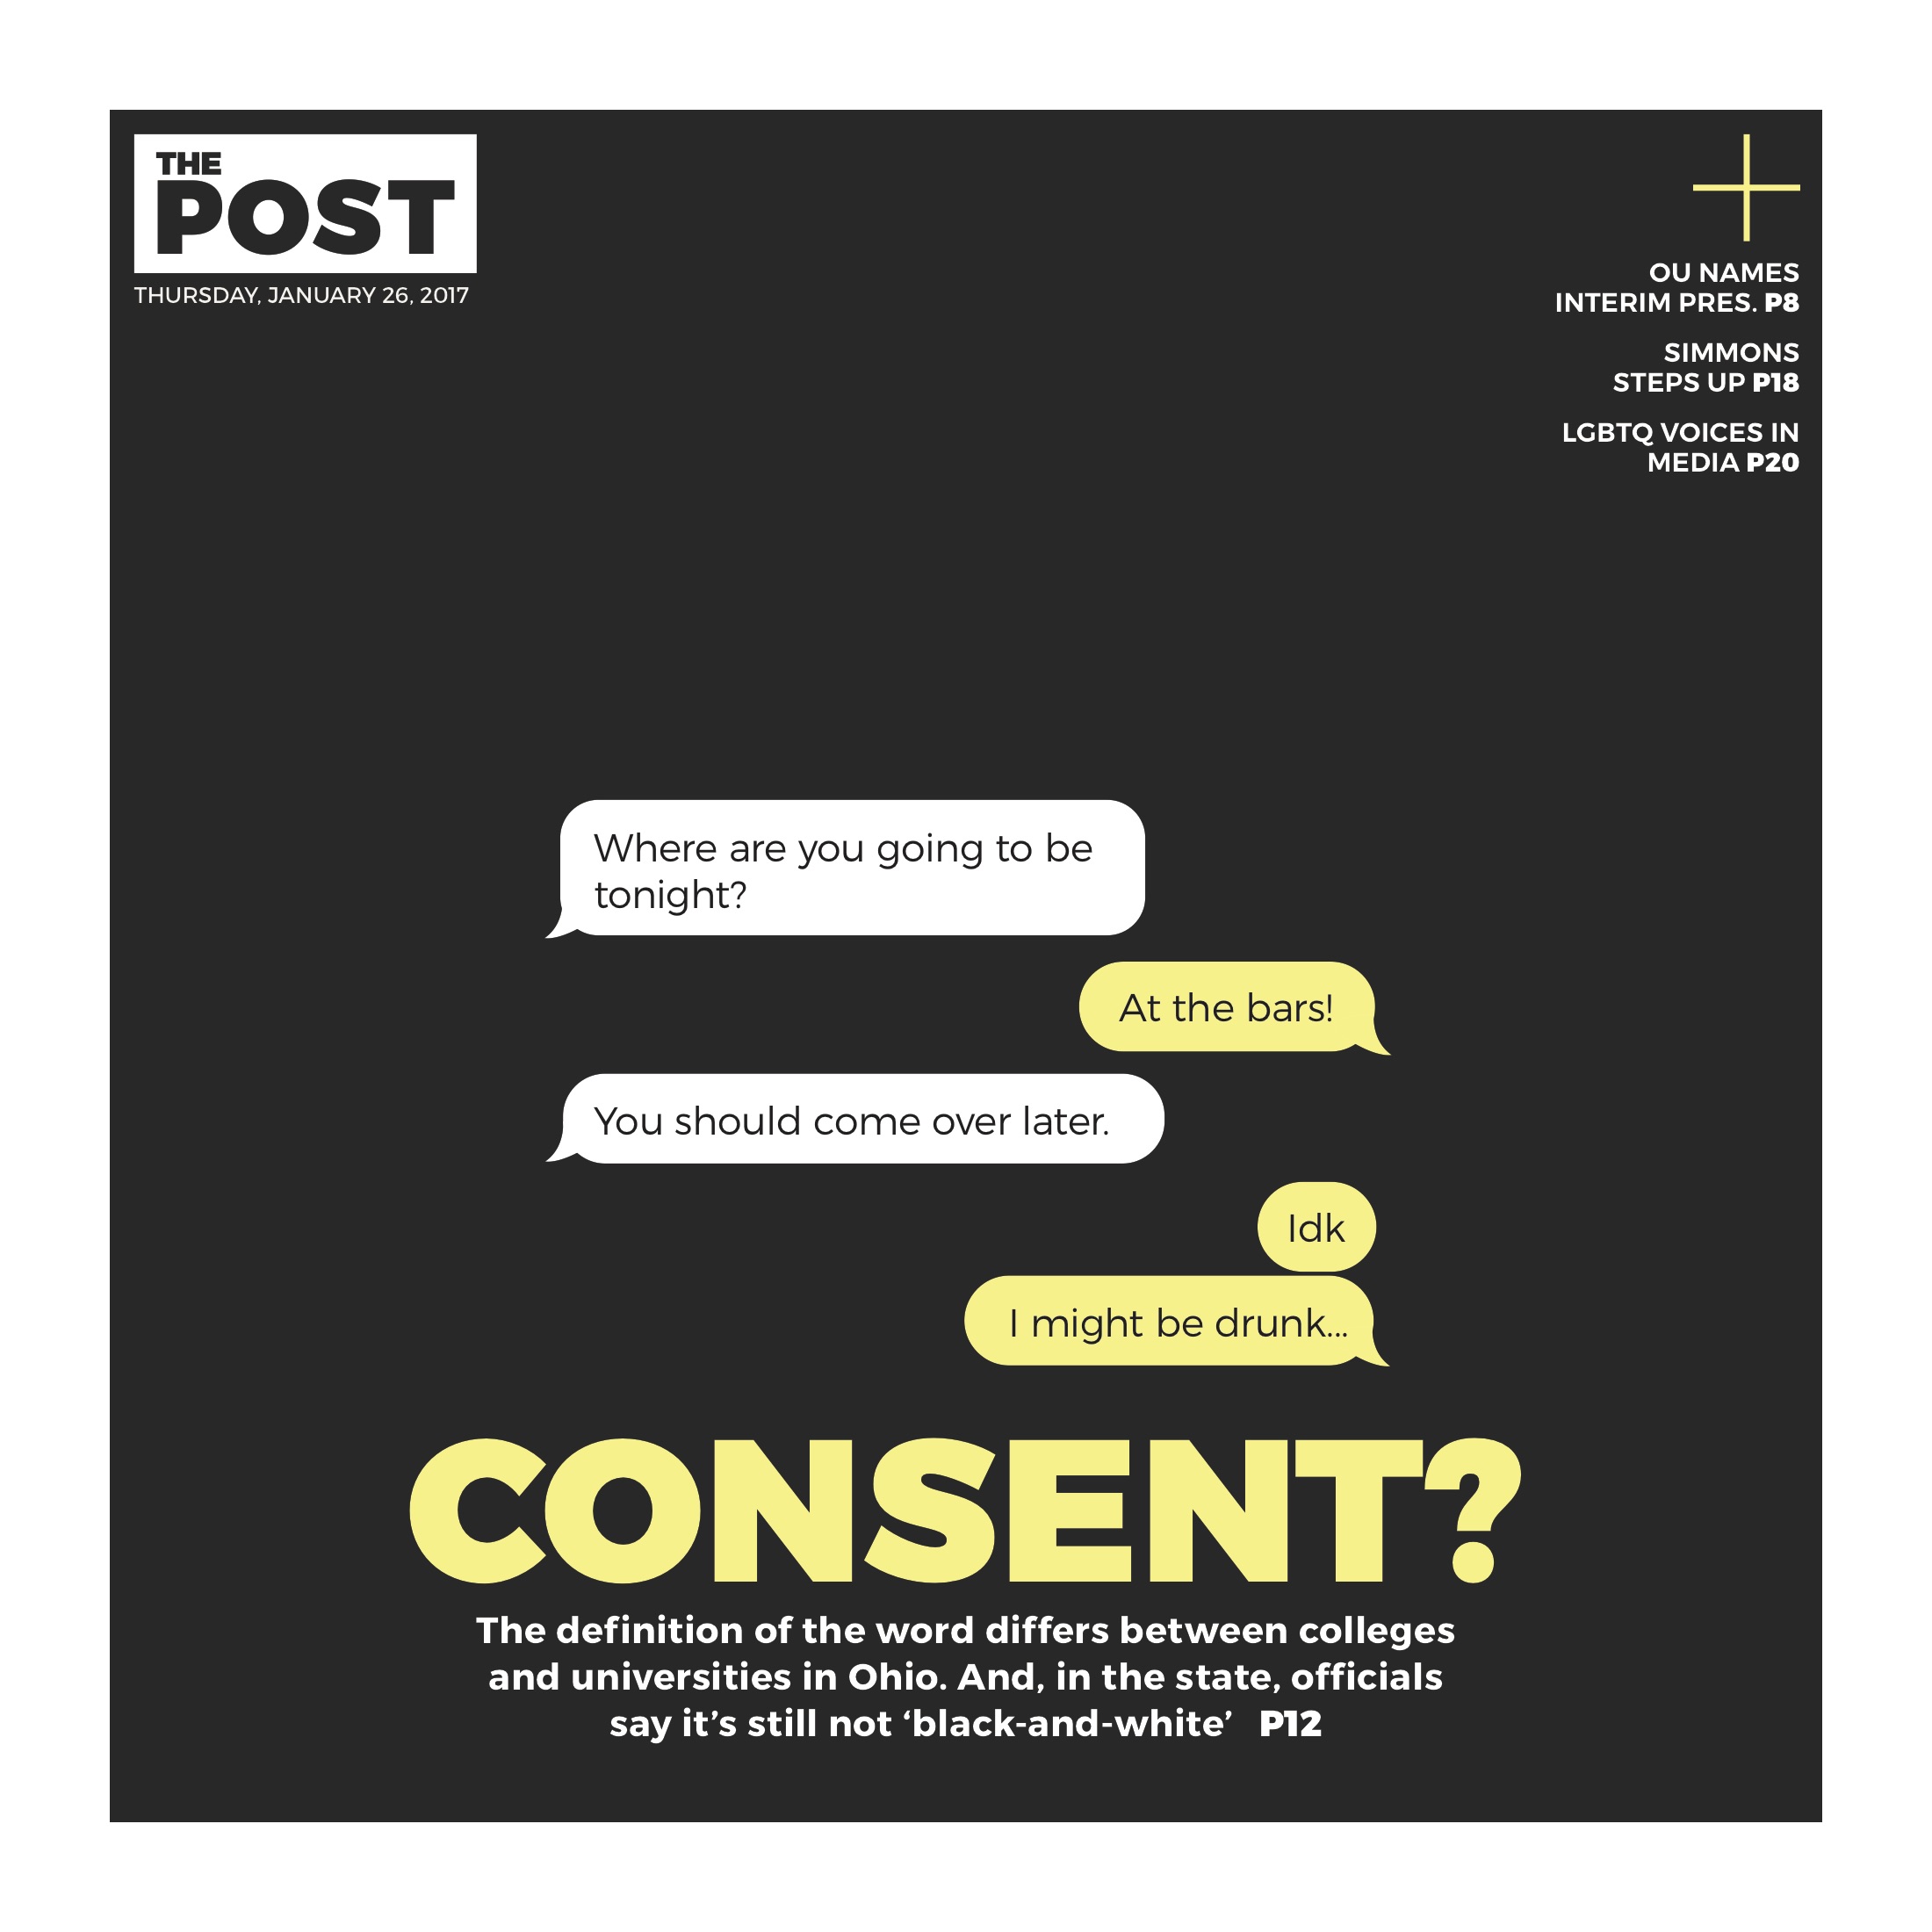 THE
POST
THURSDAY, JANUARY 26, 2017
OU NAMES
INTERIM PRES. P8
SIMMONS
STEPS UP P18
LGBTQ VOICES IN
MEDIA P20
Where are you going to be
tonight?
At the bars!
You should come over later.
Idk
I might be drunk...
CONSENT?
The definition of the word differs between colleges
and universities in Ohio. And, in the state, officials
say it’s still not ‘black-and-white’ P12